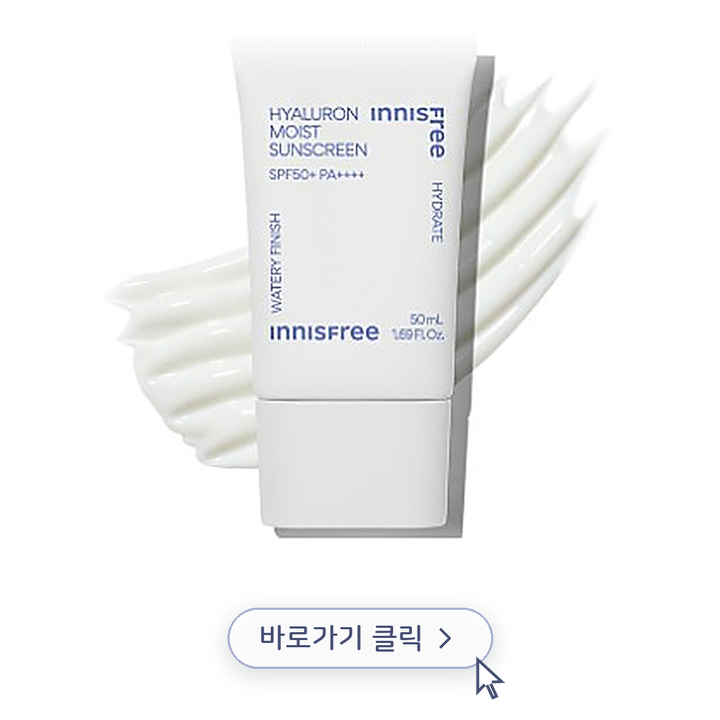 HYALURON
MOIST
SUNSCREEN
SPF50+ PA++++
innisfree
HYDRATE
WATERY FINISH
innisfree
50mL
1.69 Fl.Oz.
바로가기 클릭 >